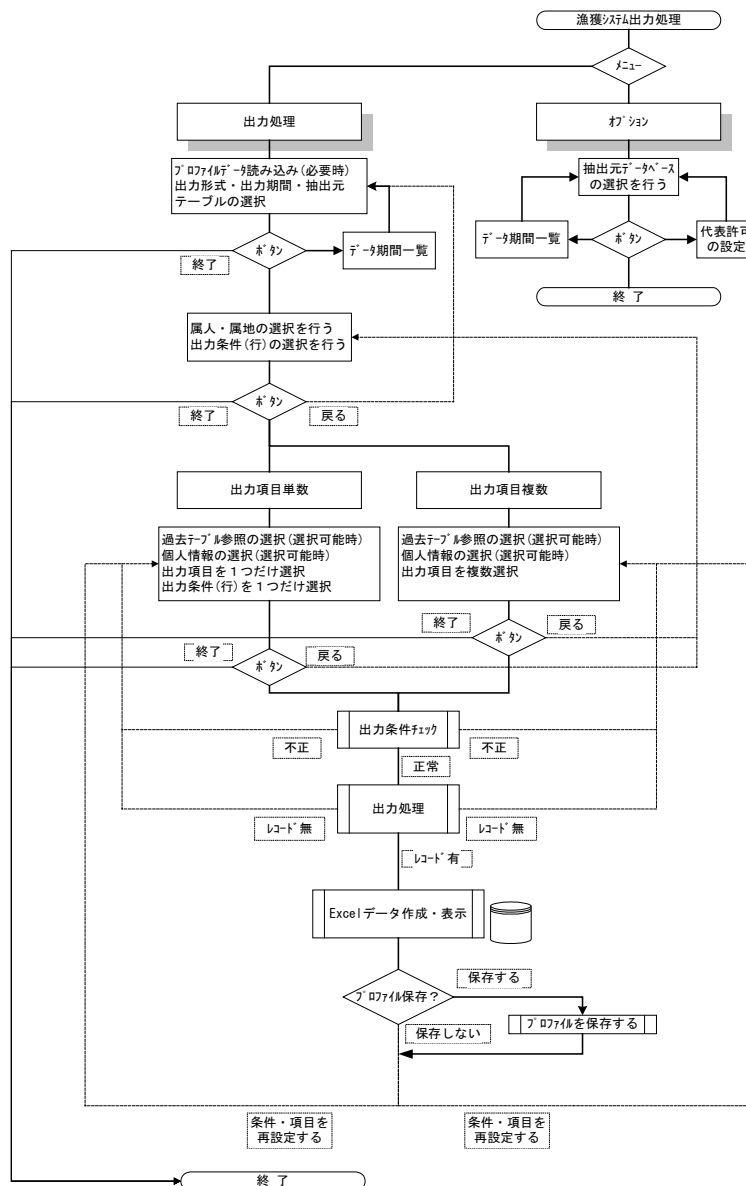 漁獲ｼｽﾃﾑ出力処理
ﾒﾆｭｰ
出力処理
ｵﾌﾟｼｮﾝ
ﾌﾟﾛﾌｧｲﾙﾃﾞｰﾀ読み込み(必要時)
出力形式・出力期間・抽出元
テーブルの選択
抽出元ﾃﾞｰﾀﾍﾞｰｽ
の選択を行う
ﾎﾞﾀﾝ
終了
ﾃﾞｰﾀ期間一覧
ﾃﾞｰﾀ期間一覧
ﾎﾞﾀﾝ
代表許可
の設定
終 了
属人・属地の選択を行う
出力条件(行)の選択を行う
ﾎﾞﾀﾝ
終了
戻る
出力項目単数
出力項目複数
過去ﾃｰﾌﾞﾙ参照の選択(選択可能時)
個人情報の選択(選択可能時)
出力項目を１つだけ選択
出力条件(行)を１つだけ選択
過去ﾃｰﾌﾞﾙ参照の選択(選択可能時)
個人情報の選択(選択可能時)
出力項目を複数選択
終了
ﾎﾞﾀﾝ
戻る
終了
ﾎﾞﾀﾝ
戻る
出力条件ﾁｪｯｸ
不正
不正
正常
出力処理
ﾚｺｰﾄﾞ無
ﾚｺｰﾄﾞ無
ﾚｺｰﾄﾞ有
Excelデータ作成・表示
保存する
ﾌﾟﾛﾌｧｲﾙ保存？
ﾌﾟﾛﾌｧｲﾙを保存する
保存しない
条件・項目を
再設定する
条件・項目を
再設定する
終 了